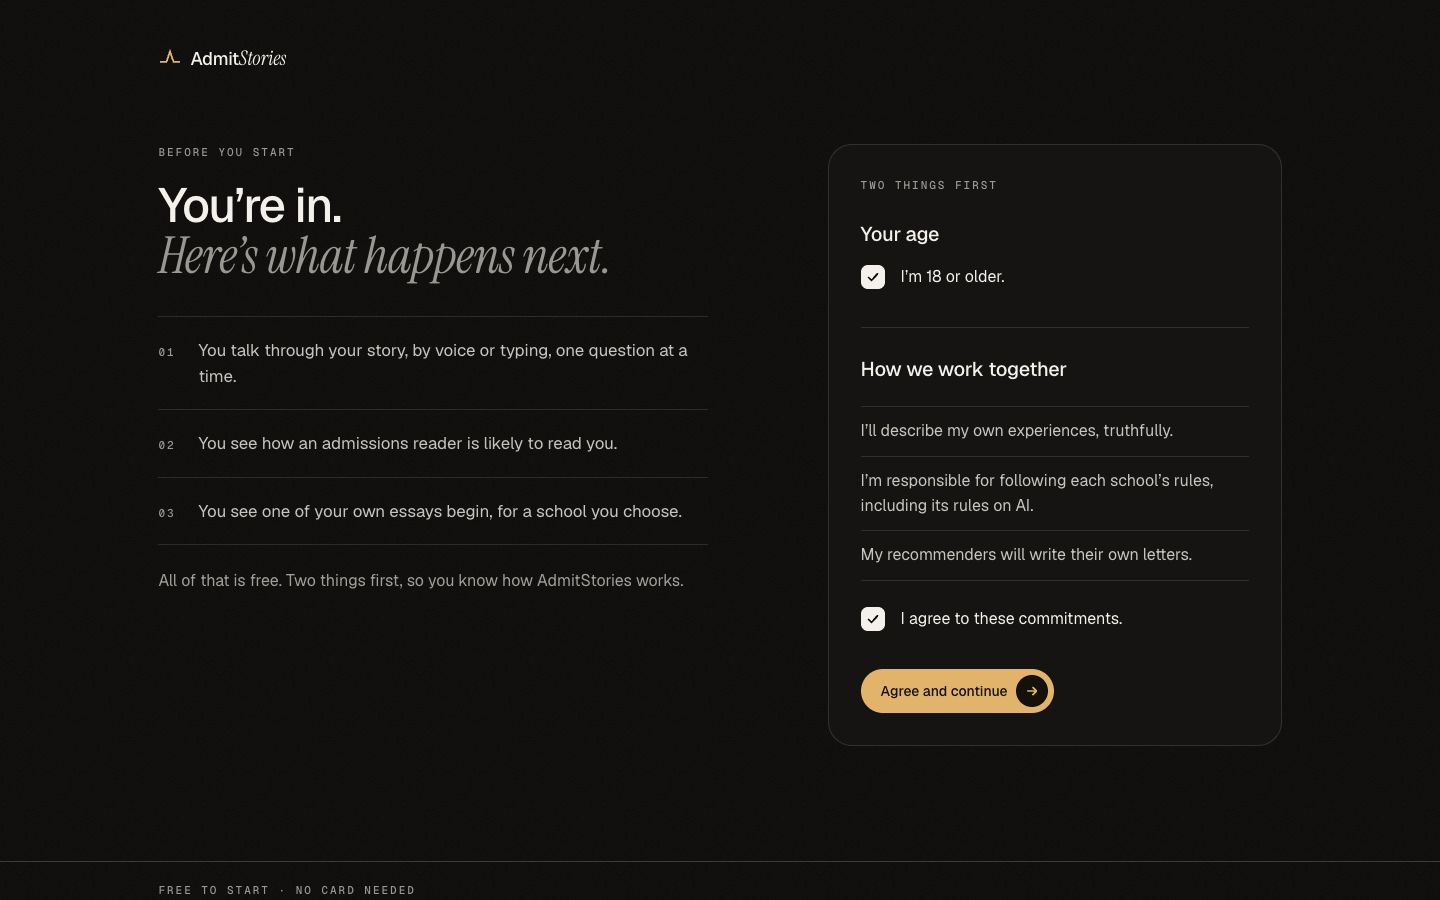 AdmitStories
BEFORE YOU START
You’re in.
Here’s what happens next.
01 You talk through your story, by voice or typing, one question at a
time.
02 You see how an admissions reader is likely to read you.
03 You see one of your own essays begin, for a school you choose.
All of that is free. Two things first, so you know how AdmitStories works.
TWO THINGS FIRST
Your age
I’m 18 or older.
How we work together
I’ll describe my own experiences, truthfully.
I’m responsible for following each school’s rules,
including its rules on AI.
My recommenders will write their own letters.
I agree to these commitments.
Agree and continue
FREE TO START · NO CARD NEEDED